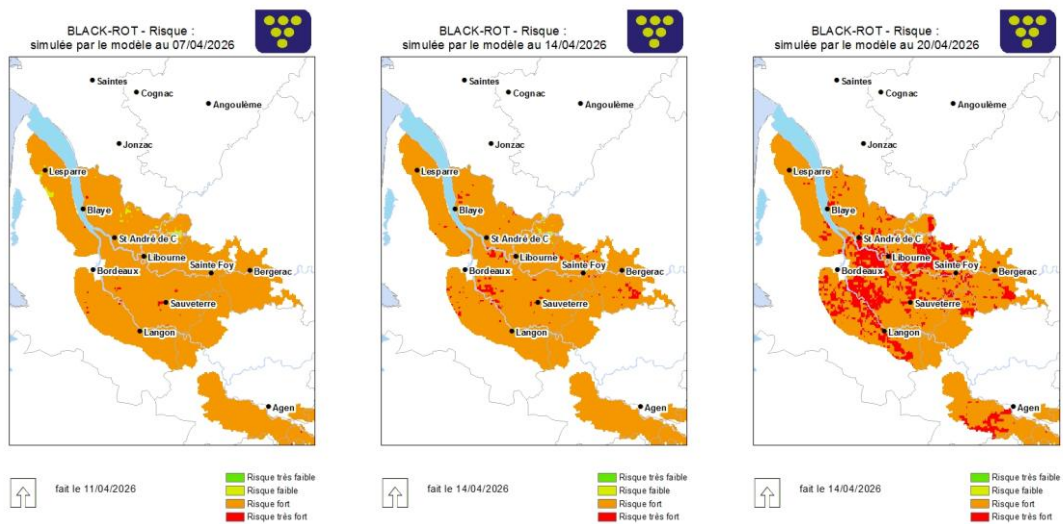 BLACK-ROT - Risque :
simulée par le modèle au 07/04/2026
Saintes
Cognac
Angoulème
Jonzac
Lesparre
Blaye
St André de C
Libourne
Sainte Foy
Bordeaux
Bergerac
Sauveterre
Langon
Agen
fait le 11/04/2026
Risque très faible
Risque faible
Risque fort
Risque très fort
BLACK-ROT - Risque :
simulée par le modèle au 14/04/2026
Saintes
Cognac
Angoulème
Jonzac
Lesparre
Blaye
St André de C
Libourne
Sainte Foy
Bordeaux
Bergerac
Sauveterre
Langon
Agen
fait le 14/04/2026
Risque très faible
Risque faible
Risque fort
Risque très fort
BLACK-ROT - Risque :
simulée par le modèle au 20/04/2026
Saintes
Cognac
Angoulème
Jonzac
Lesparre
Blaye
St André de C
Libourne
Sainte Foy
Bordeaux
Bergerac
Sauveterre
Langon
Agen
fait le 14/04/2026
Risque très faible
Risque faible
Risque fort
Risque très fort